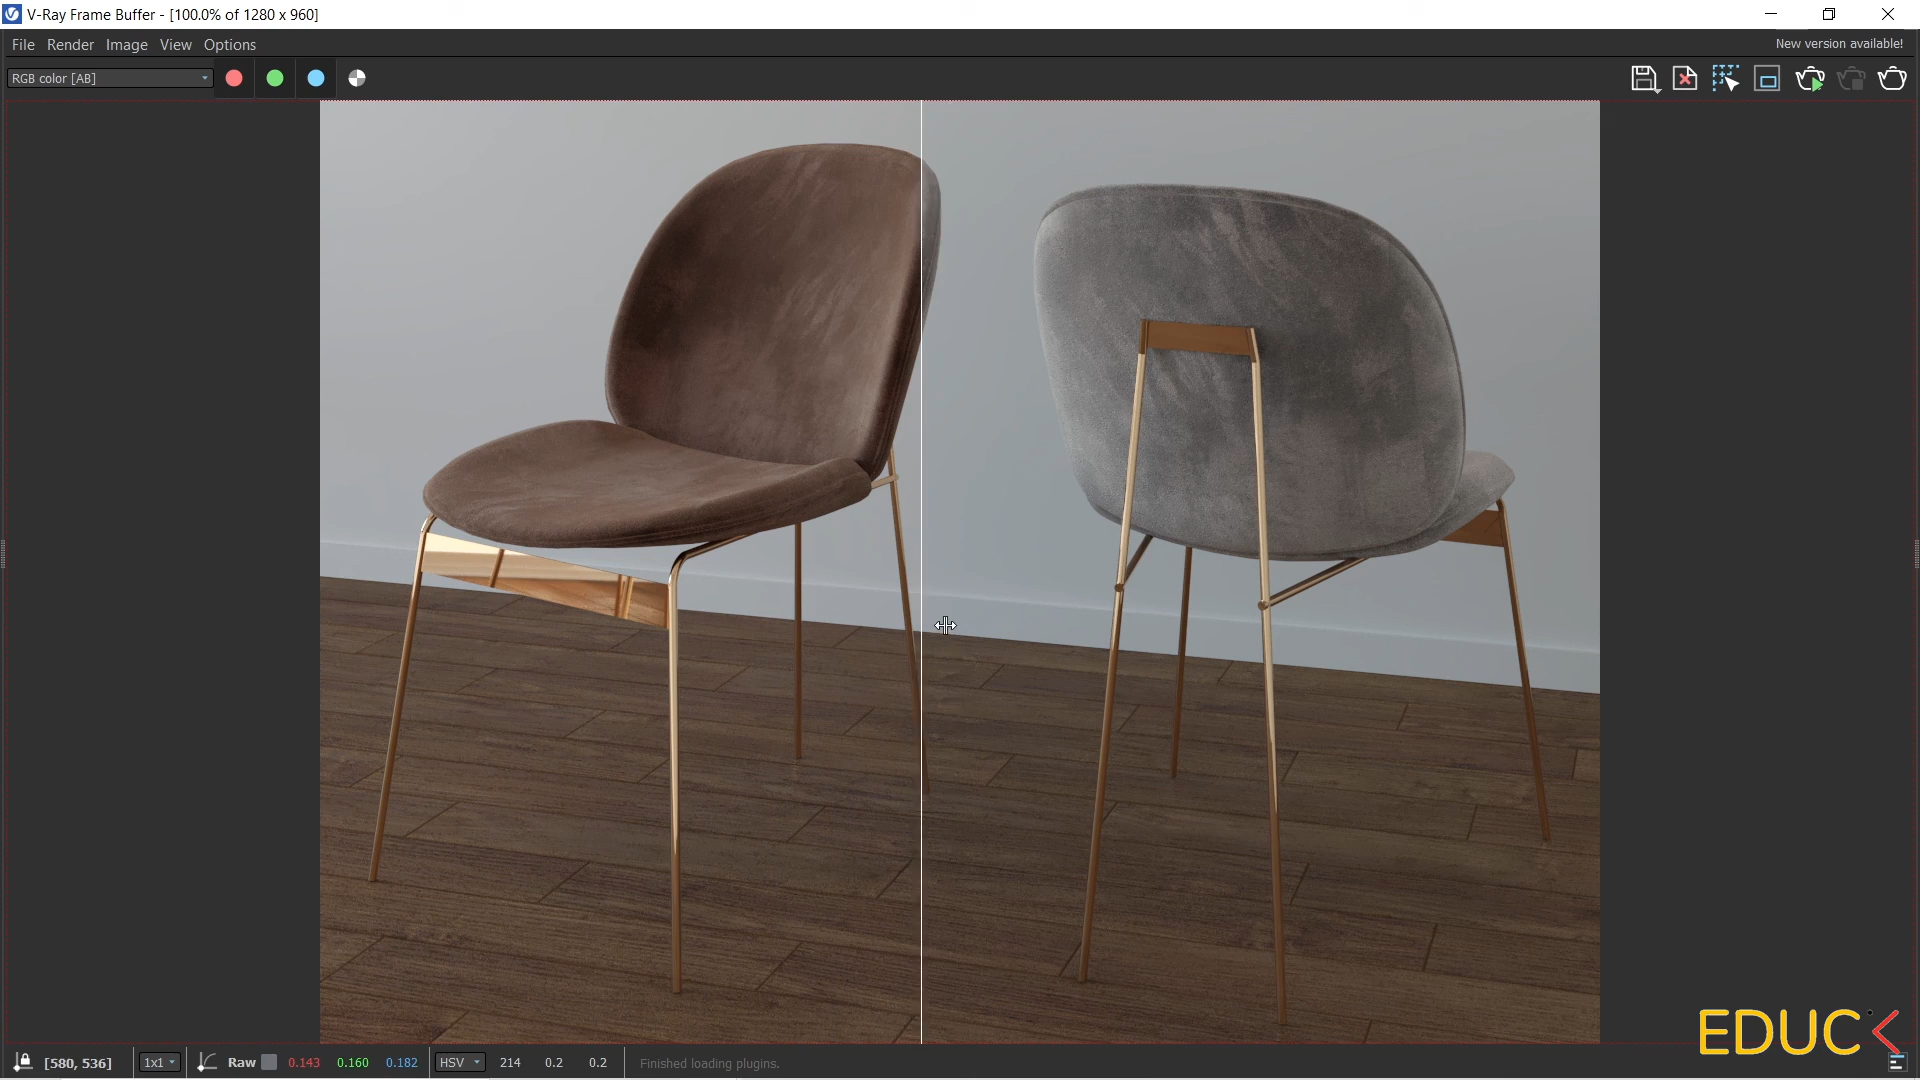 V-Ray Frame Buffer - [100.0% of 1280 x 960]
File Render Image View Options
New version available!
RGB color [AB]
[580, 536]
1x1
Raw 0.143 0.160 0.182
HSV 214 0.2 0.2
Finished loading plugins.
EDUC